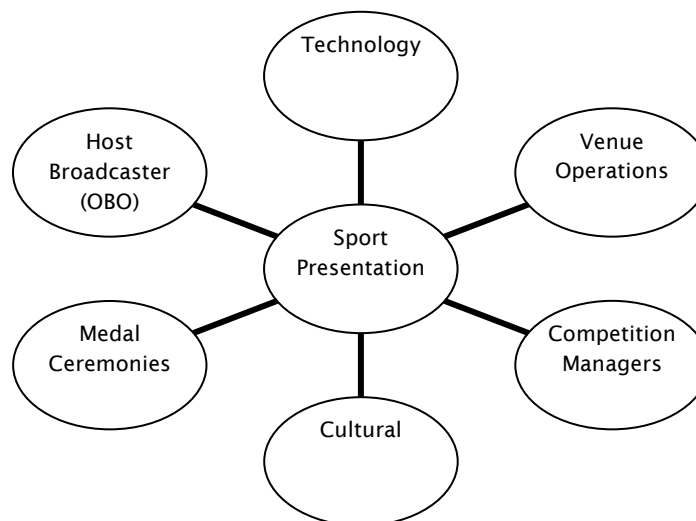 Technology
Host
Broadcaster
(OBO)
Venue
Operations
Sport
Presentation
Medal
Ceremonies
Competition
Managers
Cultural